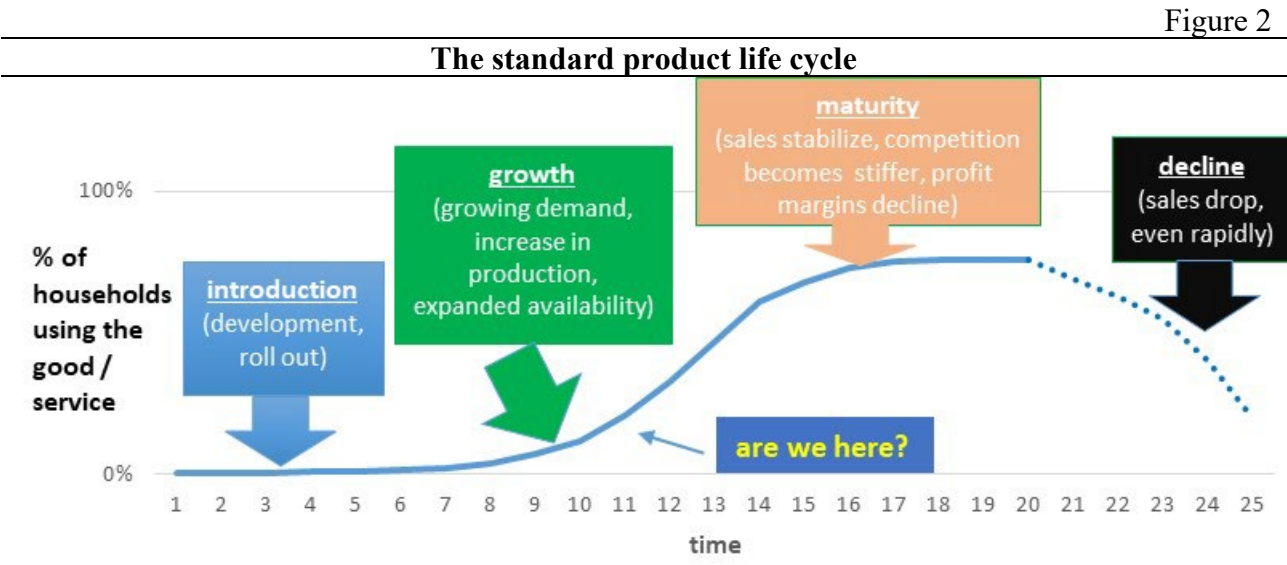 Figure 2
The standard product life cycle
maturity
(sales stabilize, competition
becomes stiffer, profit
margins decline)
growth
(growing demand,
increase in
production,
expanded availability)
decline
(sales drop,
even rapidly)
100%
% of
households
using the
good /
service
introduction
(development,
roll out)
are we here?
0%
1 2 3 4 5 6 7 8 9 10 11 12 13 14 15 16 17 18 19 20 21 22 23 24 25
time